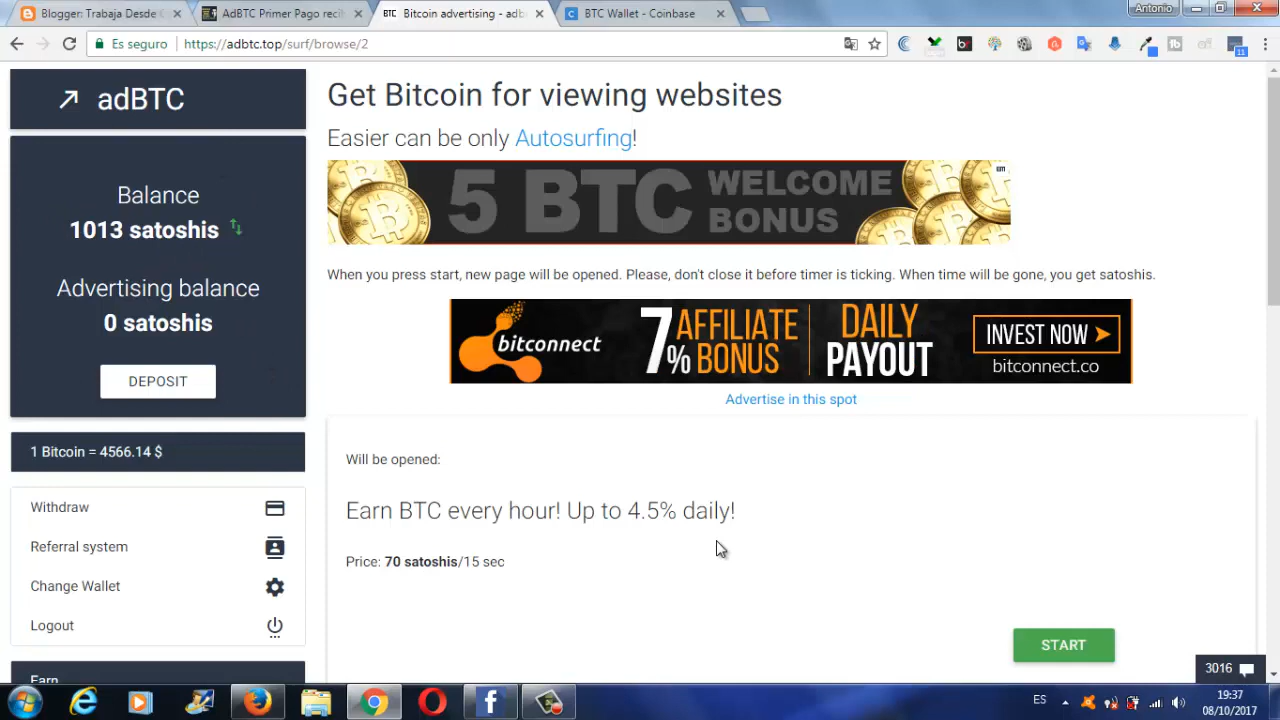 Blogger: Trabaja Desde C
AdBTC Primer Pago recib
Bitcoin advertising - adb
BTC Wallet - Coinbase
Antonio
Es seguro
https://adbtc.top/surf/browse/2
11
adBTC
Balance
1013 satoshis
Advertising balance
0 satoshis
DEPOSIT
1 Bitcoin = 4566.14 $
Withdraw
Referral system
Change Wallet
Logout
Earn
Get Bitcoin for viewing websites
Easier can be only Autosurfing!
5 BTC WELCOME BONUS
When you press start, new page will be opened. Please, don't close it before timer is ticking. When time will be gone, you get satoshis.
bitconnect
7% AFFILIATE BONUS
DAILY PAYOUT
INVEST NOW
bitconnect.co
Advertise in this spot
Will be opened:
Earn BTC every hour! Up to 4.5% daily!
Price: 70 satoshis/15 sec
START
3016
ES
19:37
08/10/2017